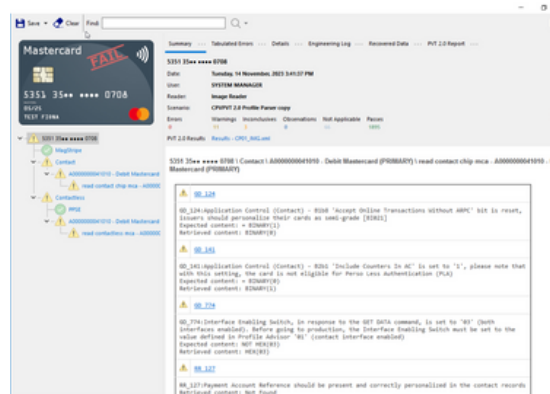 Save Clear Find:
Mastercard
FAIL
5351 35•• •••• 0708
05/25
TEST FIRMA
5351 35•• •••• 0708
MagStripe
Contact
A0000000041010 - Debit Mastercard
read contact chip mca - A00000
Contactless
PPSE
A0000000041010 - Debit Mastercard
read contactless mca - A00000
Summary Tabulated Errors Details Engineering Log Recovered Data PVT 2.0 Report
5351 35•• •••• 0708
Date Tuesday, 14 November, 2023 3:41:37 PM
User SYSTEM MANAGER
Reader Image Reader
Scenario CPVPVT 2.0 Profile Parser copy
Errors Warnings Inconclusives Observations Not Applicable Passes
PVT 2.0 Results
5351 35•• •••• 0708 \ Contact \ A0000000041010 - Debit Mastercard (PRIMARY) \ read contact chip mca - A0000000041010 -
Mastercard (PRIMARY)
GD_124
GD_124:Application Control (Contact) - B1b8 'Accept Online Transactions Without ARPC' bit is reset,
issuers should personalize their cards as semi-grade
Expected content: = BINARY(1)
Retrieved content: = BINARY(0)
GD_141
GD_141:Application Control (Contact) - B2b1 'Include Counters In AC' is set to '1', please note that
with this setting, the card is not eligible for Perso Less Authentication (PLA)
Expected content: = BINARY(0)
Retrieved content: = BINARY(1)
GD_774
GD_774:Interface Enabling Switch, in response to the GET DATA command, is set to '03' (both
interfaces enabled). Before going to production, the Interface Enabling Switch must be set to the
value defined in Profile Advisor '01' (contact interface enabled)
Expected content: NOT HEX(03)
Retrieved content: HEX(03)
RR_127
RR_127:Payment Account Reference should be present and correctly personalized in the contact records
Retrieved content: Not found